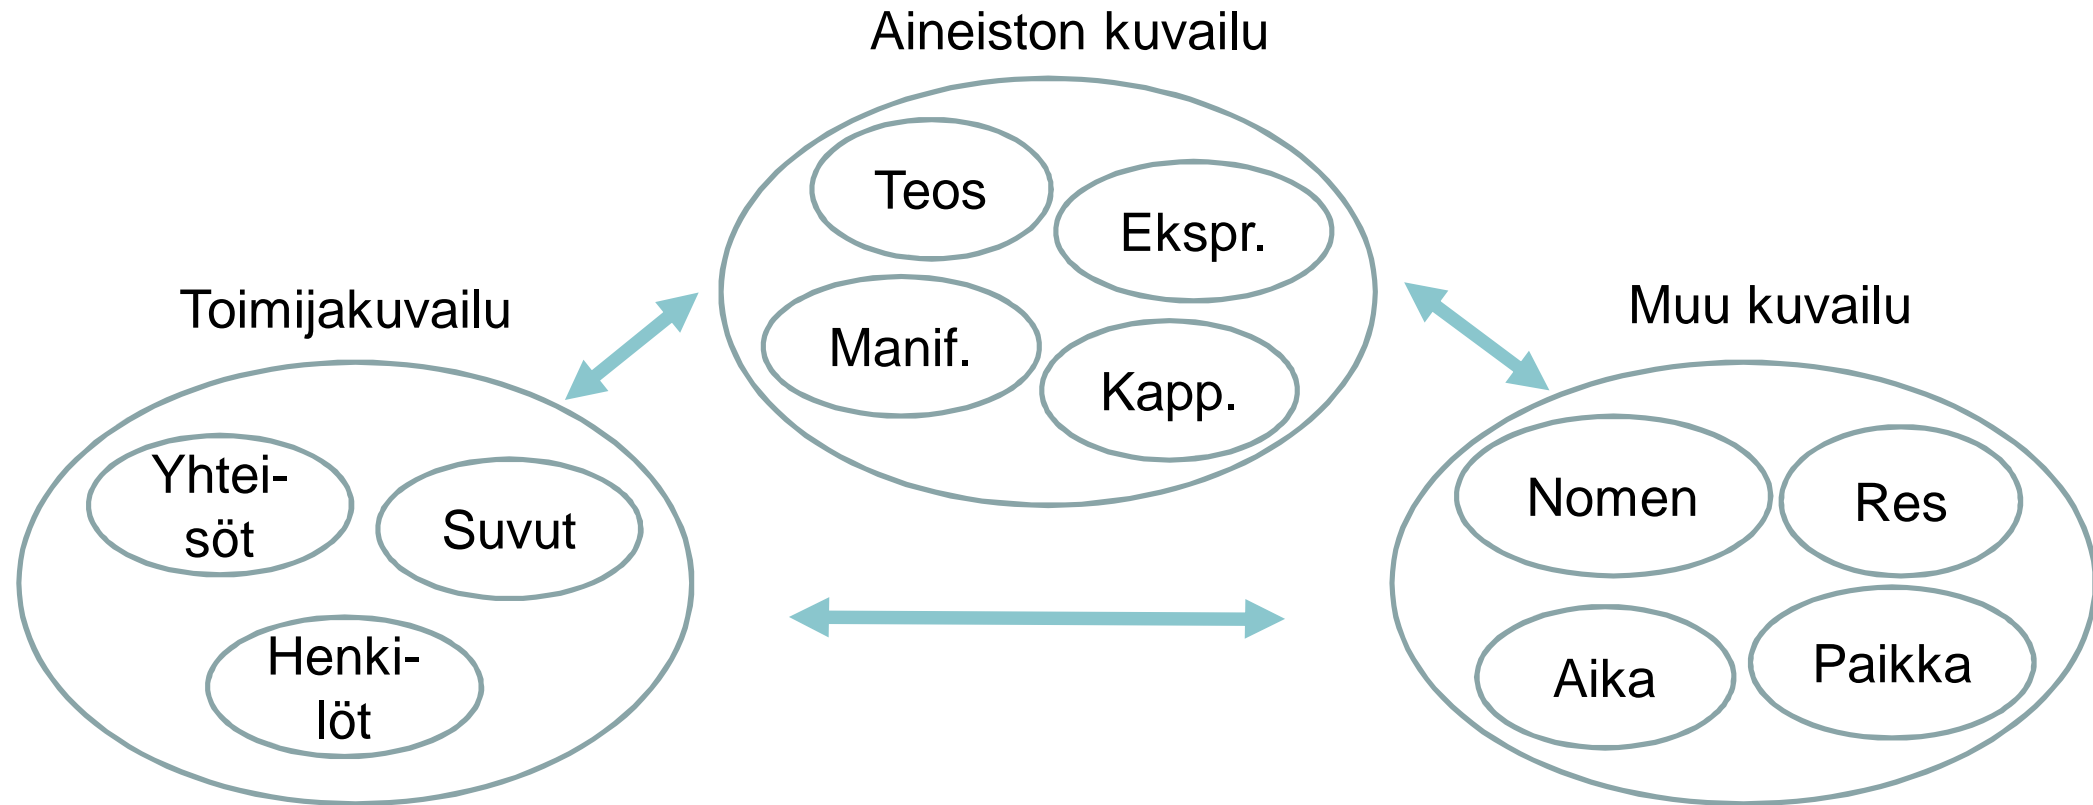 Aineiston kuvailu
Teos
Ekspr.
Manif.
Kapp.
Toimijakuvailu
Yhtei-
söt
Suvut
Henki-
löt
Muu kuvailu
Nomen
Res
Aika
Paikka